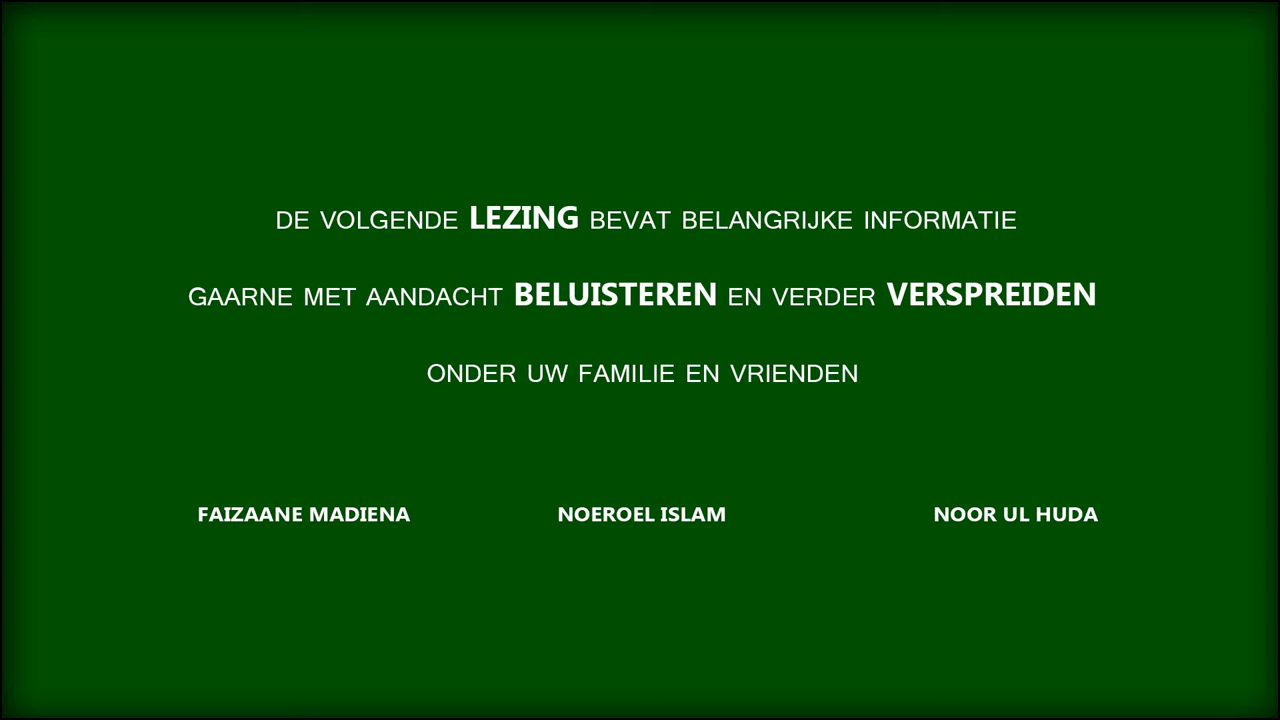 DE VOLGENDE LEZING BEVAT BELANGRIJKE INFORMATIE
GAARNE MET AANDACHT BELUISTEREN EN VERDER VERSPREIDEN
ONDER UW FAMILIE EN VRIENDEN
FAIZAANE MADIENA NOEROEL ISLAM NOOR UL HUDA